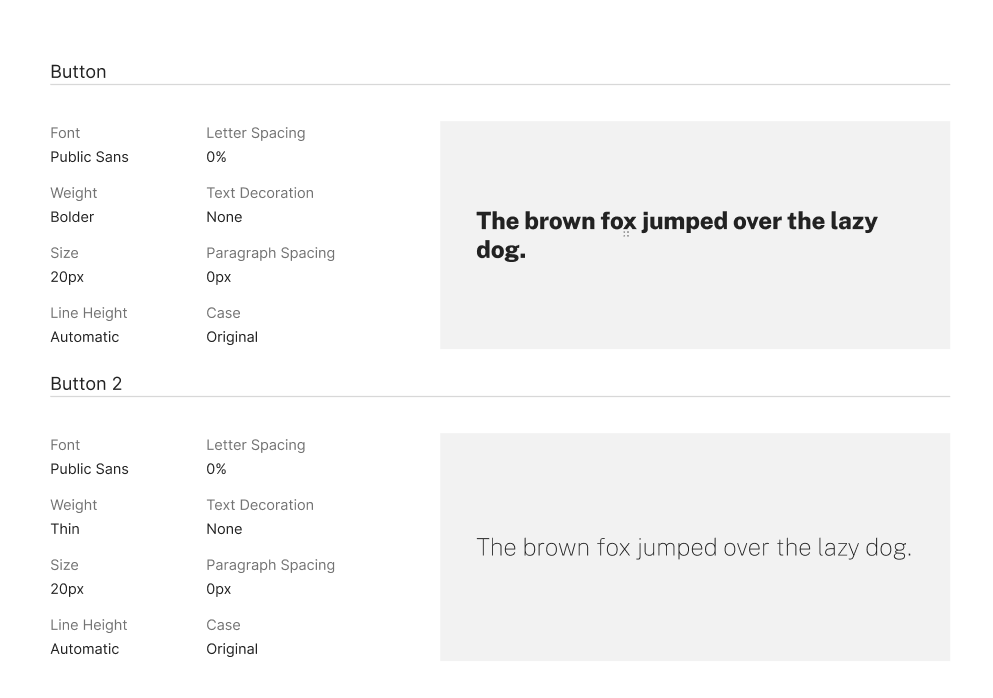 Button
Font
Letter Spacing
Public Sans
0%
Weight
Text Decoration
Bolder
None
Size
Paragraph Spacing
20px
0px
Line Height
Case
Automatic
Original
The brown fox jumped over the lazy
dog.
Button 2
Font
Letter Spacing
Public Sans
0%
Weight
Text Decoration
Thin
None
Size
Paragraph Spacing
20px
0px
Line Height
Case
Automatic
Original
The brown fox jumped over the lazy dog.